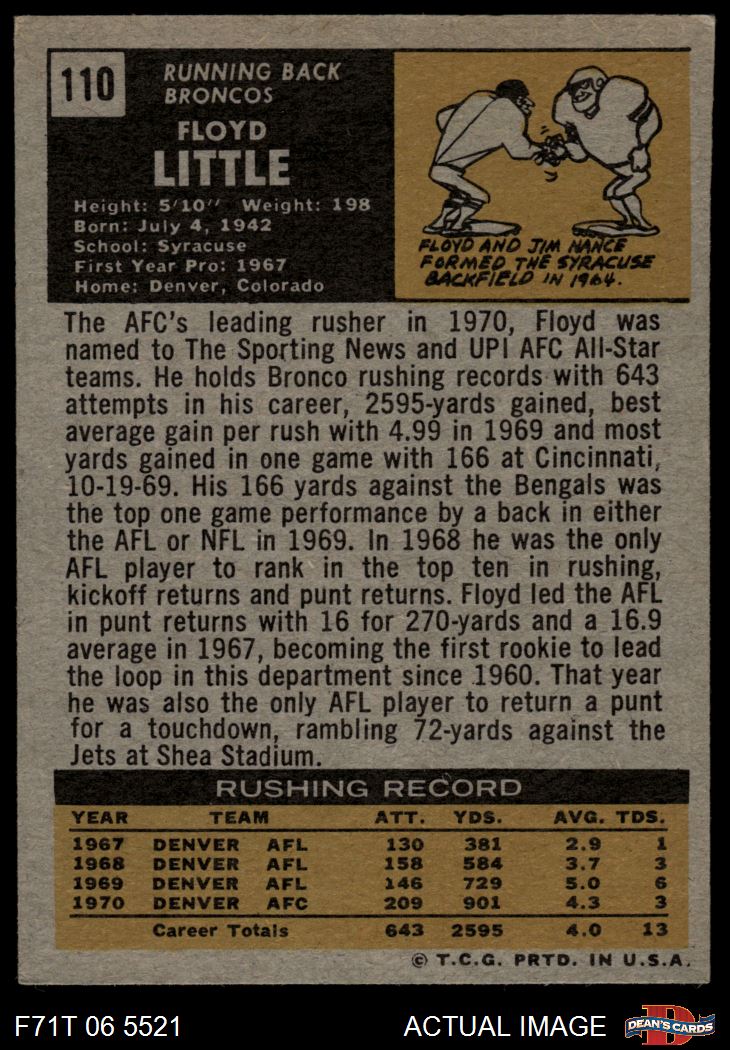 110
RUNNING BACK
BRONCOS
FLOYD
LITTLE
Height: 5'10" Weight: 198
Born: July 4, 1942
School: Syracuse
First Year Pro: 1967
Home: Denver, Colorado
FLOYD AND JIM NANCE
FORMED THE SYRACUSE
BACKFIELD IN 1964.
The AFC's leading rusher in 1970, Floyd was
named to The Sporting News and UPI AFC All-Star
teams. He holds Bronco rushing records with 643
attempts in his career, 2595-yards gained, best
average gain per rush with 4.99 in 1969 and most
yards gained in one game with 166 at Cincinnati,
10-19-69. His 166 yards against the Bengals was
the top one game performance by a back in either
the AFL or NFL in 1969. In 1968 he was the only
AFL player to rank in the top ten in rushing,
kickoff returns and punt returns. Floyd led the AFL
in punt returns with 16 for 270-yards and a 16.9
average in 1967, becoming the first rookie to lead
the loop in this department since 1960. That year
he was also the only AFL player to return a punt
for a touchdown, rambling 72-yards against the
Jets at Shea Stadium.
RUSHING RECORD
YEAR TEAM ATT. YDS. AVG. TDS.
1967 DENVER AFL 130 381 2.9 1
1968 DENVER AFL 158 584 3.7 3
1969 DENVER AFL 146 729 5.0 6
1970 DENVER AFC 209 901 4.3 3
Career Totals 643 2595 4.0 13
© T.C.G. PRTD. IN U.S.A.
F71T 06 5521 ACTUAL IMAGE
D
DEAN'S CARDS